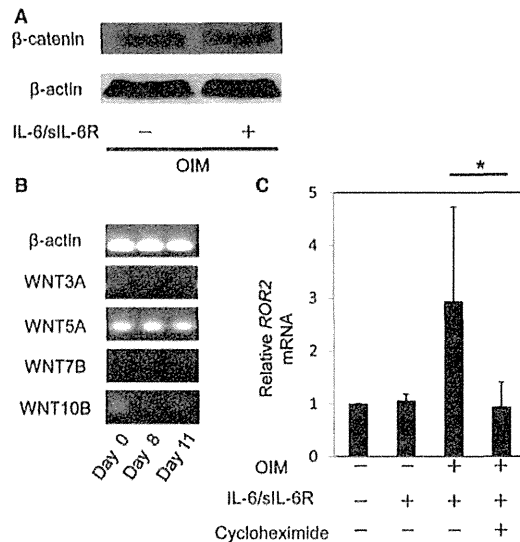 A
β-catenin
β-actin
IL-6/sIL-6R − +
OIM
B
β-actin
WNT3A
WNT5A
WNT7B
WNT10B
Day 0 Day 8 Day 11
C
*
Relative ROR2
mRNA
5
4
3
2
1
0
OIM − − + +
IL-6/sIL-6R − + + +
Cycloheximide − − − +